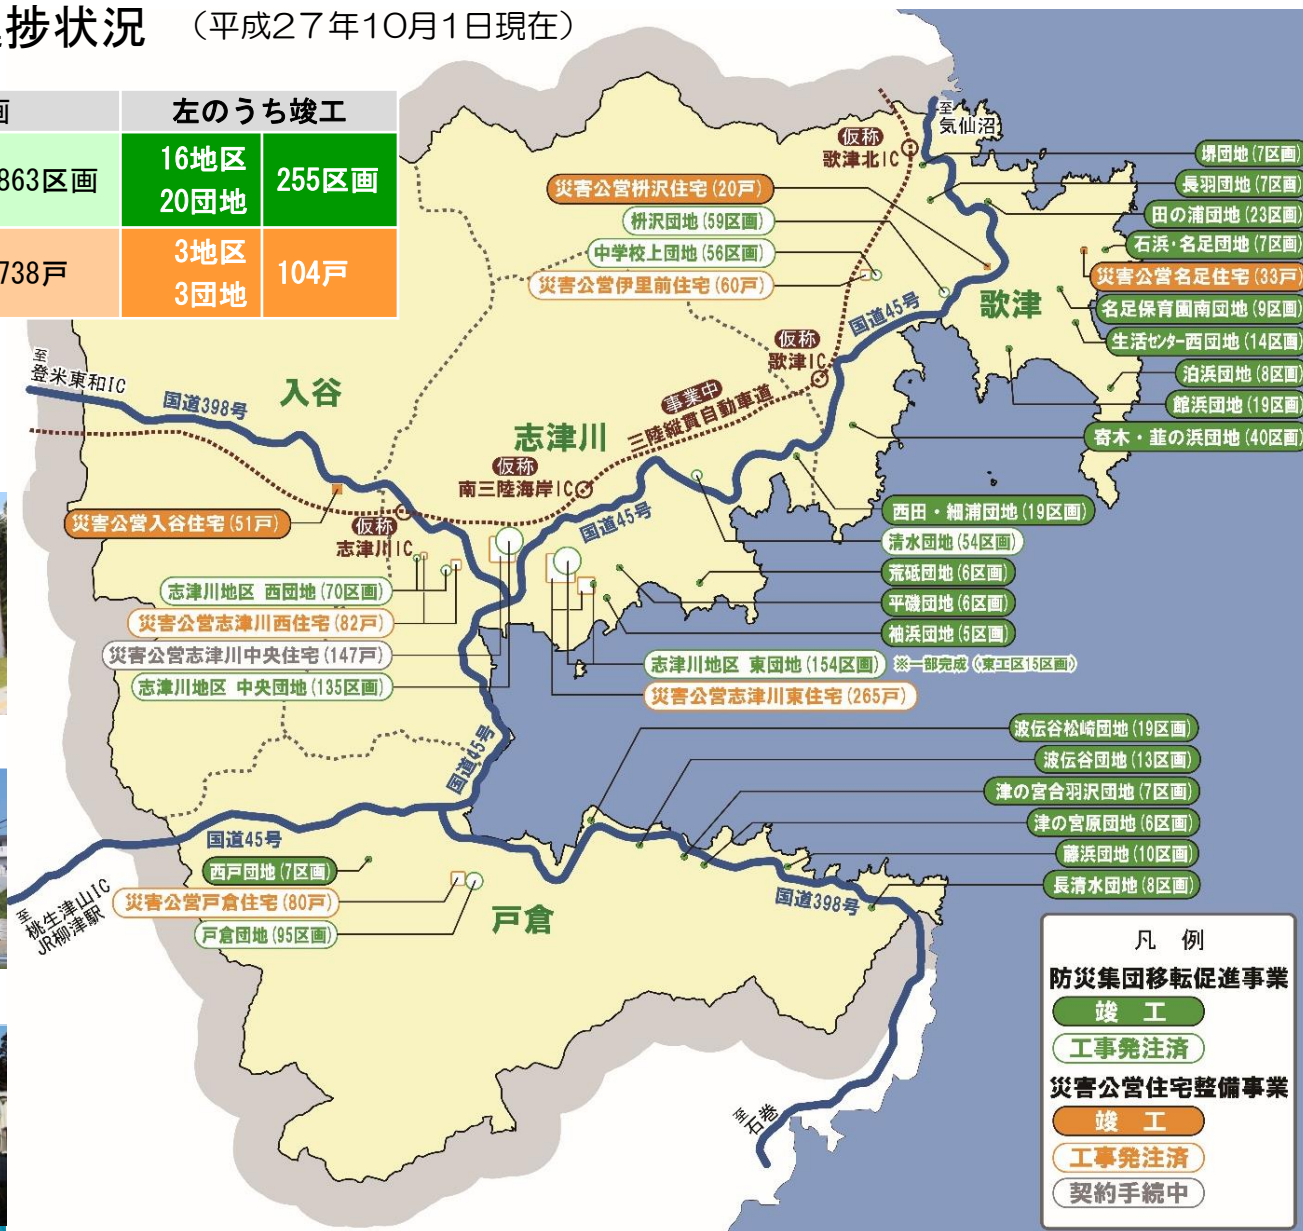 捗状況 （平成２７年１０月１日現在）
画
左のうち竣工
863区画
16地区
20団地
255区画
738戸
3地区
3団地
104戸
至
気仙沼
仮称
歌津北IC
災害公営枡沢住宅(20戸)
枡沢団地(59区画)
中学校上団地(56区画)
災害公営伊里前住宅(60戸)
堺団地(7区画)
長羽団地(7区画)
田の浦団地(23区画)
石浜・名足団地(7区画)
災害公営名足住宅(33戸)
名足保育園南団地(9区画)
生活センター西団地(14区画)
泊浜団地(8区画)
館浜団地(19区画)
寄木・韮の浜団地(40区画)
歌津
国道45号
仮称
歌津IC
至
登米東和IC
国道398号
入谷
事業中
三陸縦貫自動車道
志津川
仮称
南三陸海岸IC
災害公営入谷住宅(51戸)
仮称
志津川IC
国道45号
西田・細浦団地(19区画)
清水団地(54区画)
荒砥団地(6区画)
平磯団地(6区画)
袖浜団地(5区画)
志津川地区 西団地(70区画)
災害公営志津川西住宅(82戸)
災害公営志津川中央住宅(147戸)
志津川地区 中央団地(135区画)
志津川地区 東団地(154区画) ※一部完成（東工区15区画）
災害公営志津川東住宅(265戸)
国道45号
波伝谷松崎団地(19区画)
波伝谷団地(13区画)
津の宮合羽沢団地(7区画)
津の宮原団地(6区画)
藤浜団地(10区画)
長清水団地(8区画)
国道45号
西戸団地(7区画)
災害公営戸倉住宅(80戸)
戸倉団地(95区画)
戸倉
国道398号
至
桃生津山IC
JR柳津駅
至
石巻
凡 例
防災集団移転促進事業
竣 工
工事発注済
災害公営住宅整備事業
竣 工
工事発注済
契約手続中